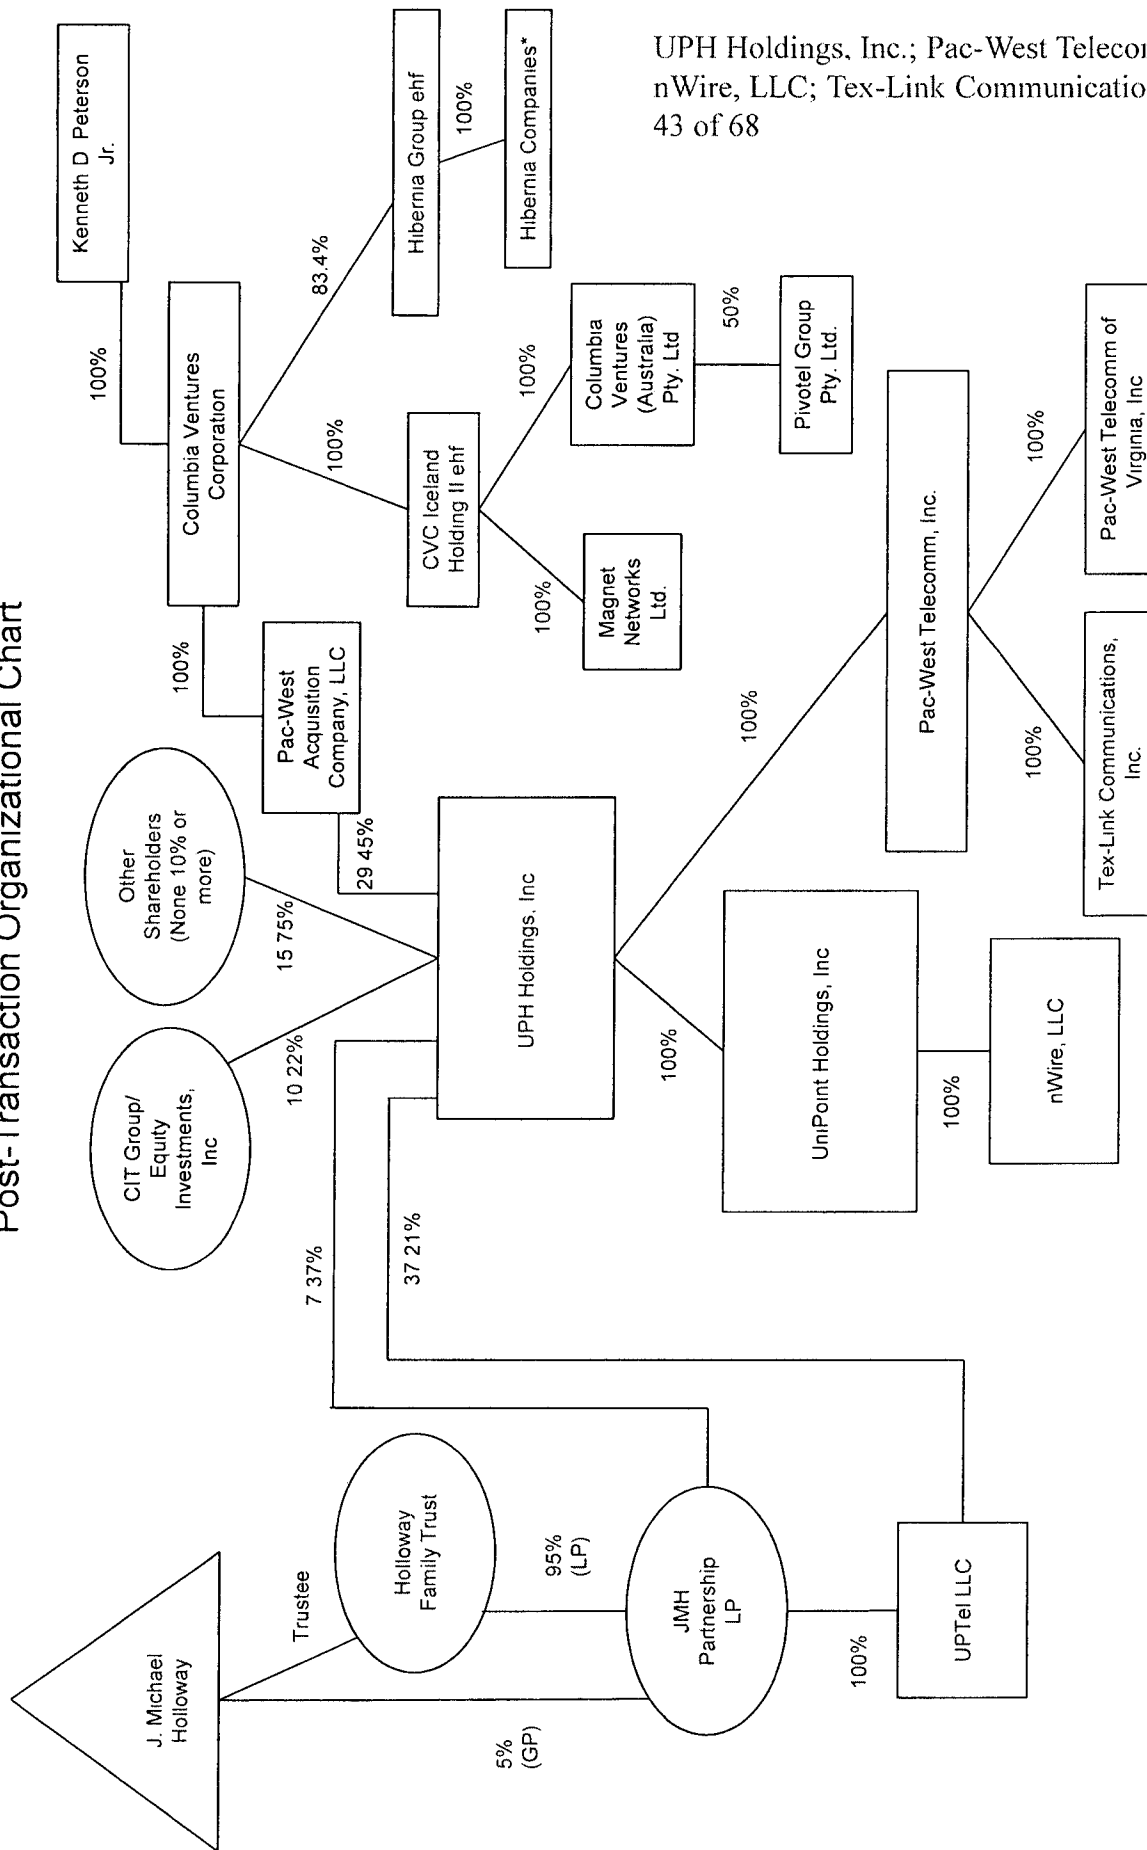 UPH Holdings, Inc.; Pac-West Telecom
nWire, LLC; Tex-Link Communicatio
43 of 68
Post-Transaction Organizational Chart
J. Michael
Holloway
Trustee
5%
(GP)
Holloway
Family Trust
95%
(LP)
JMH
Partnership
LP
100%
UPTel LLC
7 37%
37 21%
CIT Group/
Equity
Investments,
Inc
10 22%
Other
Shareholders
(None 10% or
more)
15 75%
Kenneth D Peterson
Jr.
100%
Columbia Ventures
Corporation
100%
Pac-West
Acquisition
Company, LLC
29 45%
83.4%
Hibernia Group ehf
100%
Hibernia Companies*
100%
CVC Iceland
Holding II ehf
100%
Magnet
Networks
Ltd.
100%
Columbia
Ventures
(Australia)
Pty. Ltd
50%
Pivotel Group
Pty. Ltd.
UPH Holdings, Inc
100%
UniPoint Holdings, Inc
100%
nWire, LLC
100%
Pac-West Telecomm, Inc.
100%
Tex-Link Communications,
Inc.
100%
Pac-West Telecomm of
Virginia, Inc